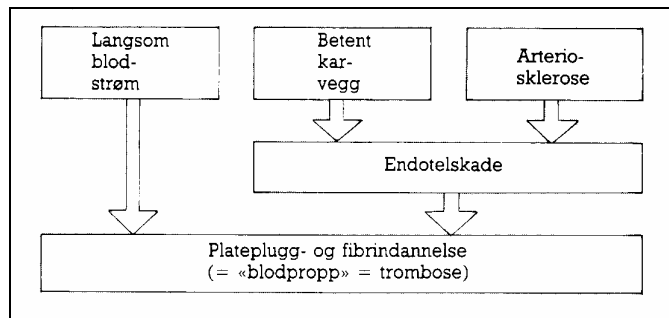 Langsom
blod-
strøm
Betent
kar-
vegg
Arterio-
sklerose
Endotelskade
Plateplugg- og fibrindannelse
(= «blodpropp» = trombose)